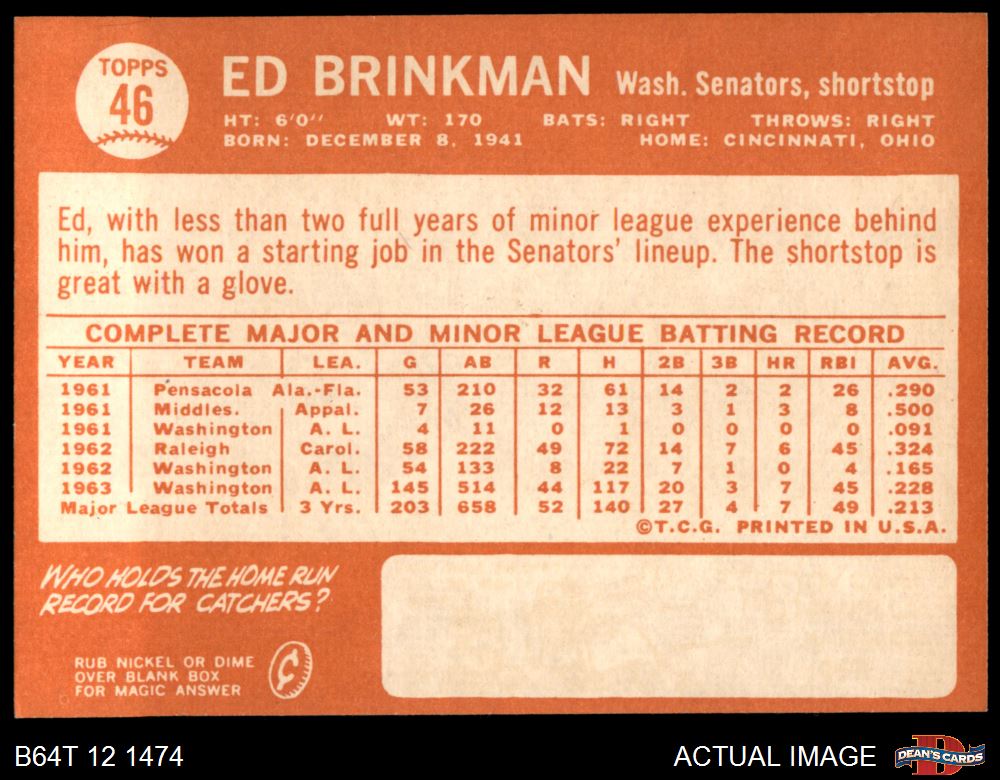 TOPPS
46
ED BRINKMAN Wash. Senators, shortstop
HT: 6'0'' WT: 170 BATS: RIGHT THROWS: RIGHT
BORN: DECEMBER 8, 1941 HOME: CINCINNATI, OHIO
Ed, with less than two full years of minor league experience behind
him, has won a starting job in the Senators' lineup. The shortstop is
great with a glove.
COMPLETE MAJOR AND MINOR LEAGUE BATTING RECORD
YEAR TEAM LEA. G AB R H 2B 3B HR RBI AVG.
1961 Pensacola Ala.-Fla. 53 210 32 61 14 2 2 26 .290
1961 Middles. Appal. 7 26 12 13 3 1 3 8 .500
1961 Washington A. L. 4 11 0 1 0 0 0 0 .091
1962 Raleigh Carol. 58 222 49 72 14 7 6 45 .324
1962 Washington A. L. 54 133 8 22 7 1 0 4 .165
1963 Washington A. L. 145 514 44 117 20 3 7 45 .228
Major League Totals 3 Yrs. 203 658 52 140 27 4 7 49 .213
©T.C.G. PRINTED IN U.S.A.
WHO HOLDS THE HOME RUN
RECORD FOR CATCHERS?
RUB NICKEL OR DIME
OVER BLANK BOX
FOR MAGIC ANSWER
¢
B64T 12 1474 ACTUAL IMAGE
D
DEAN'S CARDS